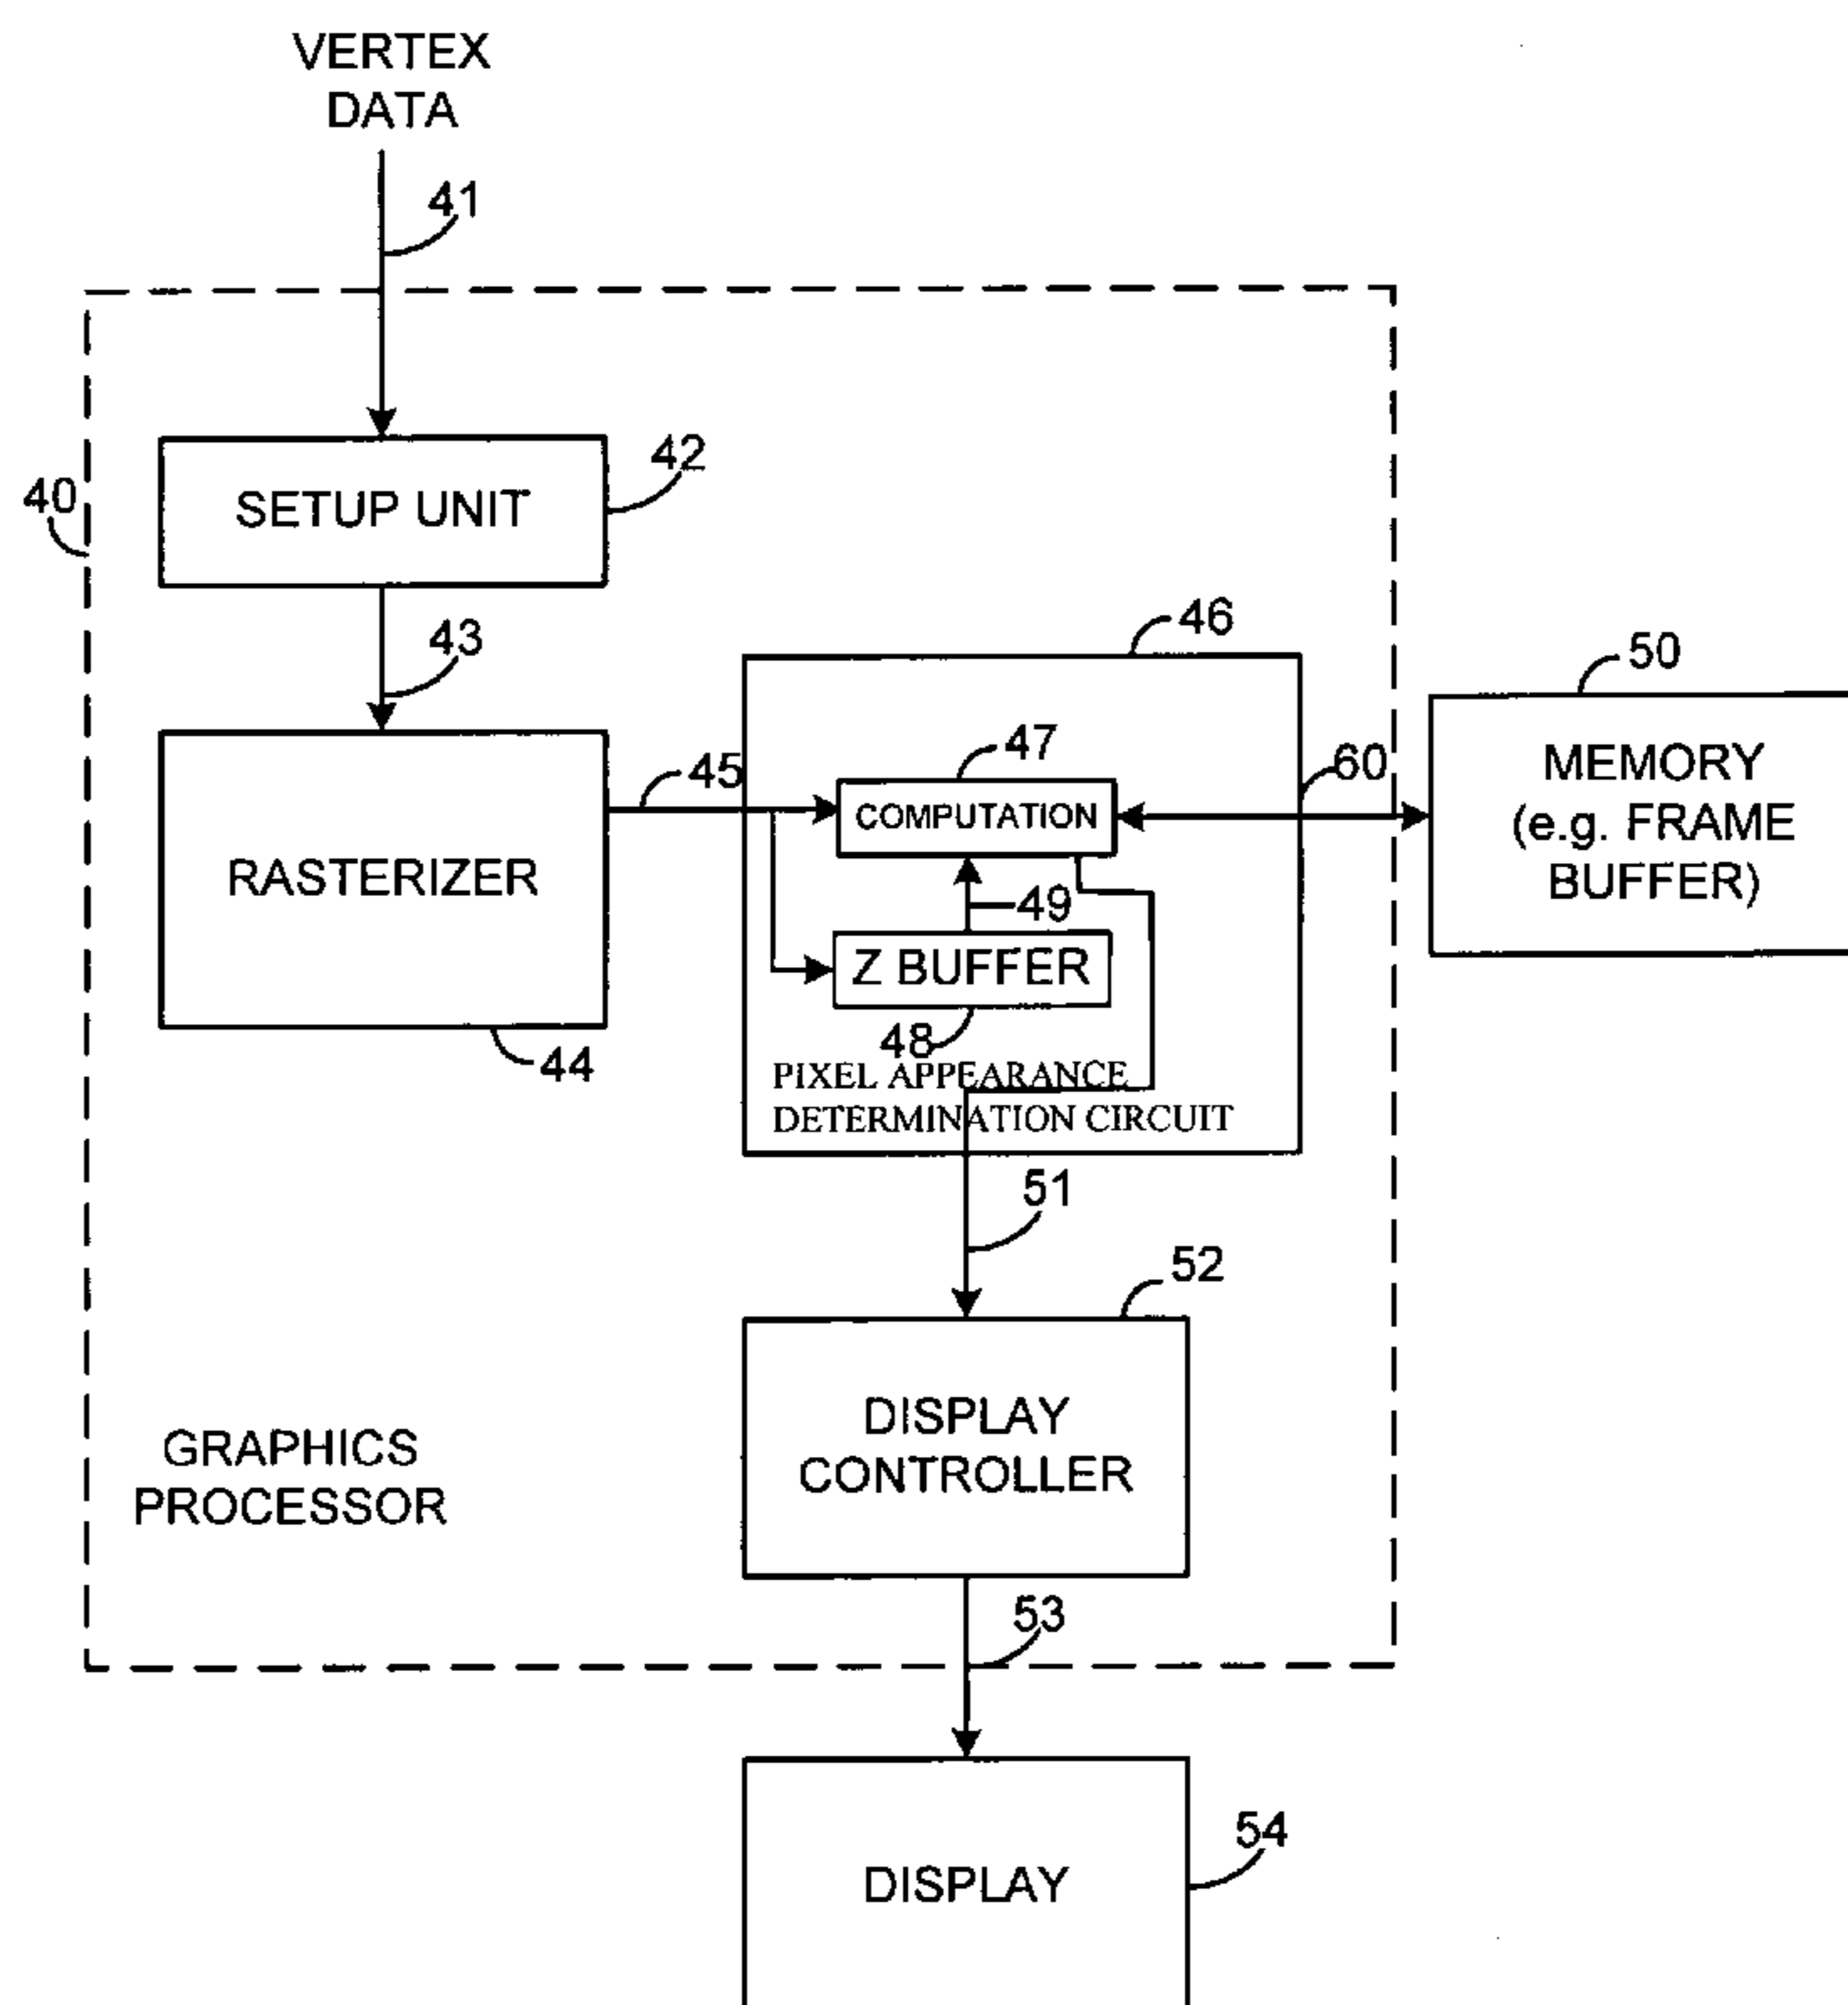 VERTEX
DATA
41
40
SETUP UNIT
42
43
46
50
45
47
60
COMPUTATION
MEMORY
(e.g. FRAME
BUFFER)
RASTERIZER
49
Z BUFFER
48
44
PIXEL APPEARANCE
DETERMINATION CIRCUIT
51
52
DISPLAY
CONTROLLER
GRAPHICS
PROCESSOR
53
54
DISPLAY